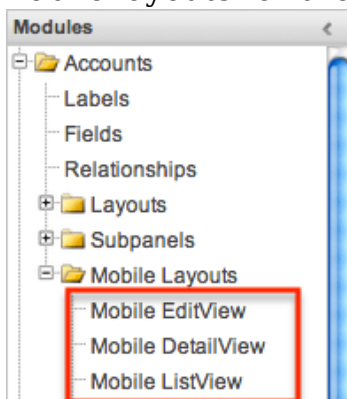 Modules
Accounts
Labels
Fields
Relationships
Layouts
Subpanels
Mobile Layouts
Mobile EditView
Mobile DetailView
Mobile ListView